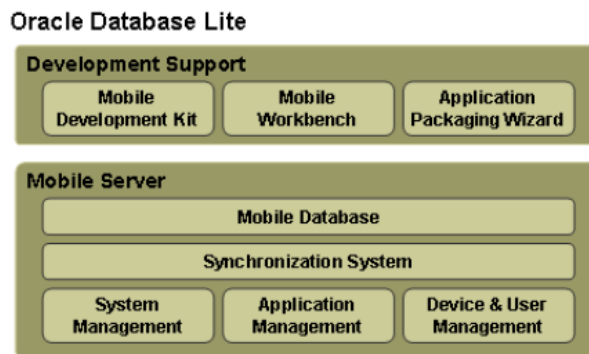 Oracle Database Lite
Development Support
Mobile
Development Kit
Mobile
Workbench
Application
Packaging Wizard
Mobile Server
Mobile Database
Synchronization System
System
Management
Application
Management
Device & User
Management